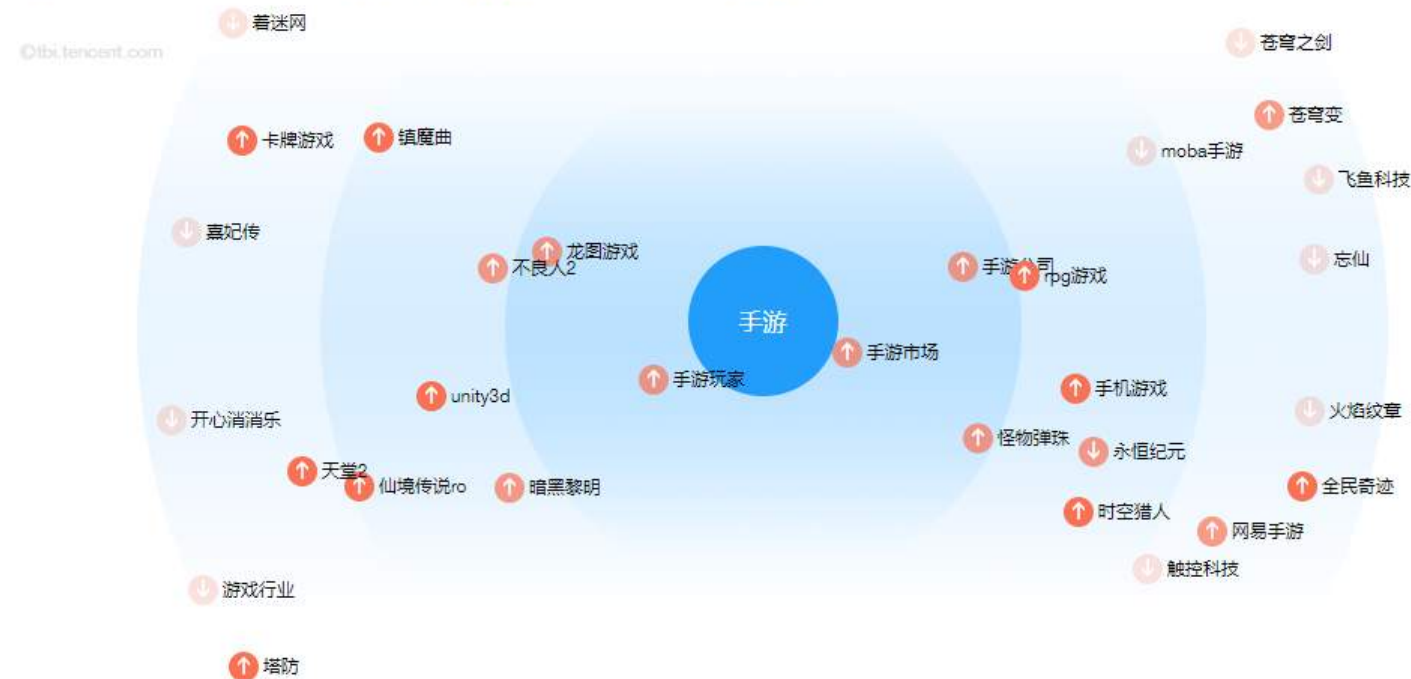 着迷网
©tbi.tencent.com
苍穹之剑
苍穹变
卡牌游戏
镇魔曲
moba手游
飞鱼科技
熹妃传
龙图游戏
不良人2
手游公司
rpg游戏
忘仙
手游
手游市场
手游玩家
unity3d
手机游戏
开心消消乐
火焰纹章
怪物弹珠
永恒纪元
天堂2
仙境传说ro
暗黑黎明
全民奇迹
时空猎人
网易手游
触控科技
游戏行业
塔防